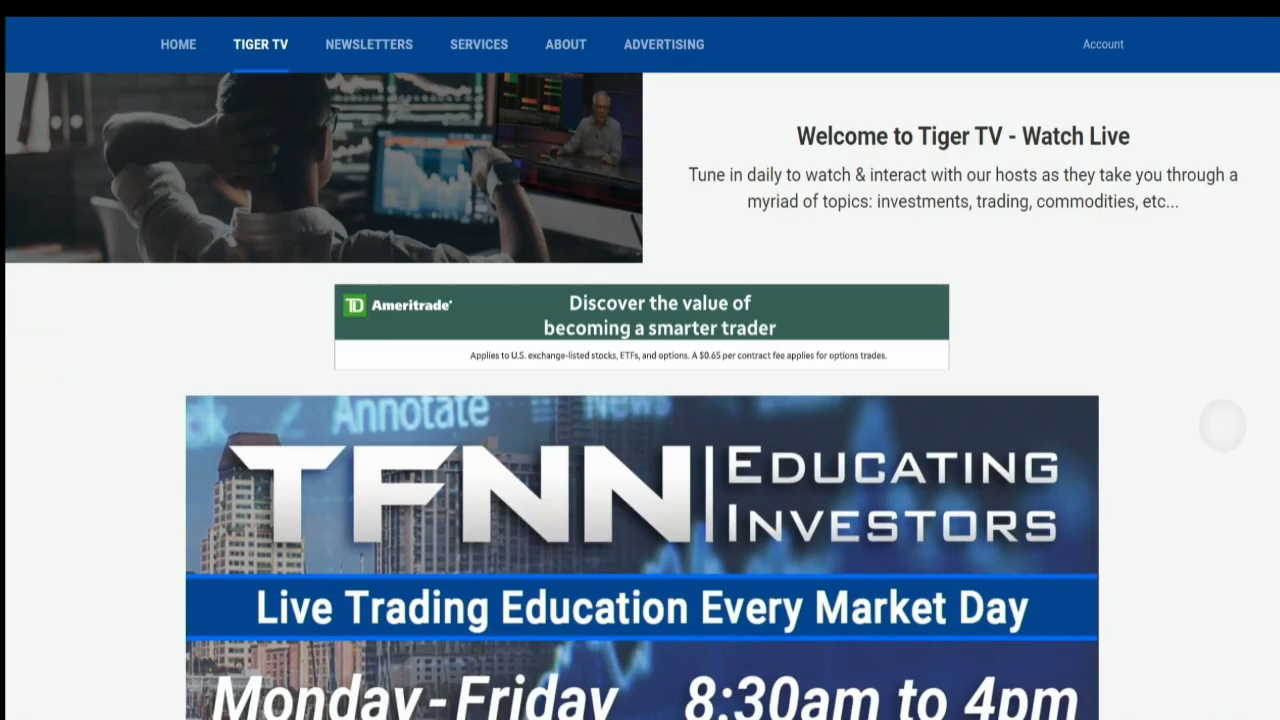 HOME TIGER TV NEWSLETTERS SERVICES ABOUT ADVERTISING Account
Welcome to Tiger TV - Watch Live
Tune in daily to watch & interact with our hosts as they take you through a
myriad of topics: investments, trading, commodities, etc...
TD Ameritrade
Discover the value of
becoming a smarter trader
Applies to U.S. exchange-listed stocks, ETFs, and options. A $0.65 per contract fee applies for options trades.
Annotate News
TFNN EDUCATING
INVESTORS
Live Trading Education Every Market Day
Monday - Friday 8:30am to 4pm